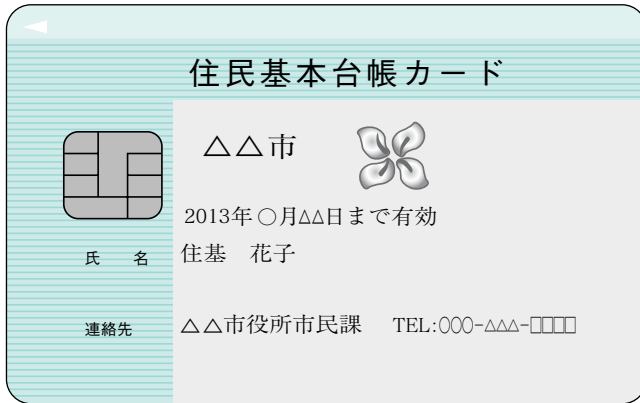 住民基本台帳カード
△△市
2013年○月△△日まで有効
氏　名　住基　花子
連絡先　△△市役所市民課　TEL:○○○-△△△-□□□□